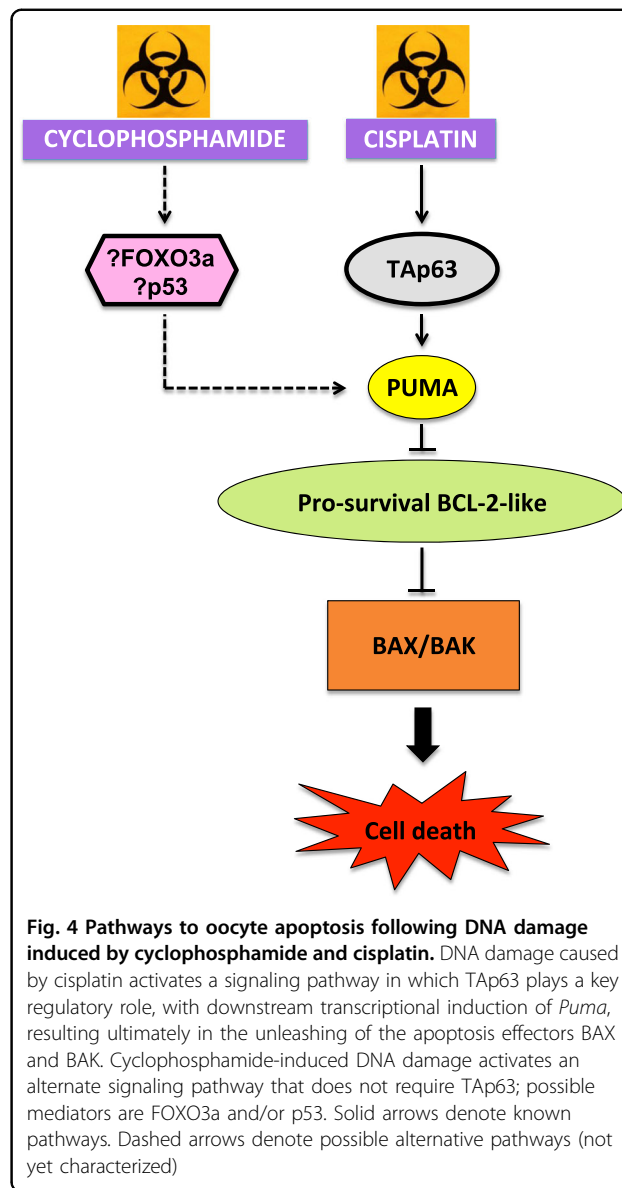 CYCLOPHOSPHAMIDE
CISPLATIN
?FOXO3a
?p53
TAp63
PUMA
Pro-survival BCL-2-like
BAX/BAK
Cell death
Fig. 4 Pathways to oocyte apoptosis following DNA damage
induced by cyclophosphamide and cisplatin. DNA damage caused
by cisplatin activates a signaling pathway in which TAp63 plays a key
regulatory role, with downstream transcriptional induction of Puma,
resulting ultimately in the unleashing of the apoptosis effectors BAX
and BAK. Cyclophosphamide-induced DNA damage activates an
alternate signaling pathway that does not require TAp63; possible
mediators are FOXO3a and/or p53. Solid arrows denote known
pathways. Dashed arrows denote possible alternative pathways (not
yet characterized)